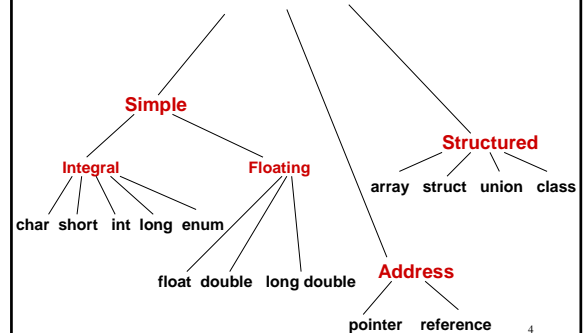 Simple
Structured
Integral Floating
array struct union class
char short int long enum
Address
float double long double
pointer reference
4